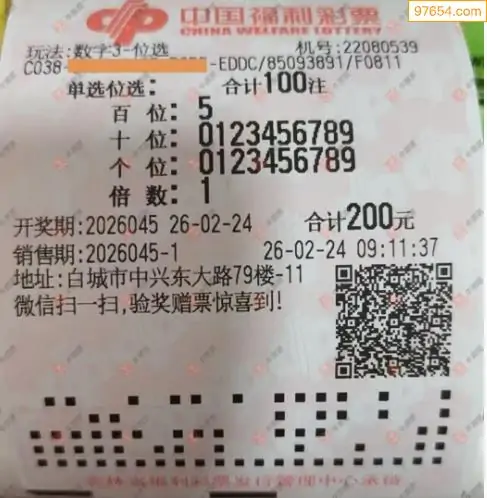 97654.com
中国福利彩票
CHINA WELFARE LOTTERY
玩法:数字3-位选 机号:22080539
C038- -EDDC/85093891/F0811
单选位选: 合计100注
百 位: 5
十 位: 0123456789
个 位: 0123456789
倍 数: 1
开奖期:2026045 26-02-24 合计200元
销售期:2026045-1 26-02-24 09:11:37
地址:白城市中兴东大路79楼-11
微信扫一扫,验奖赠票惊喜到!